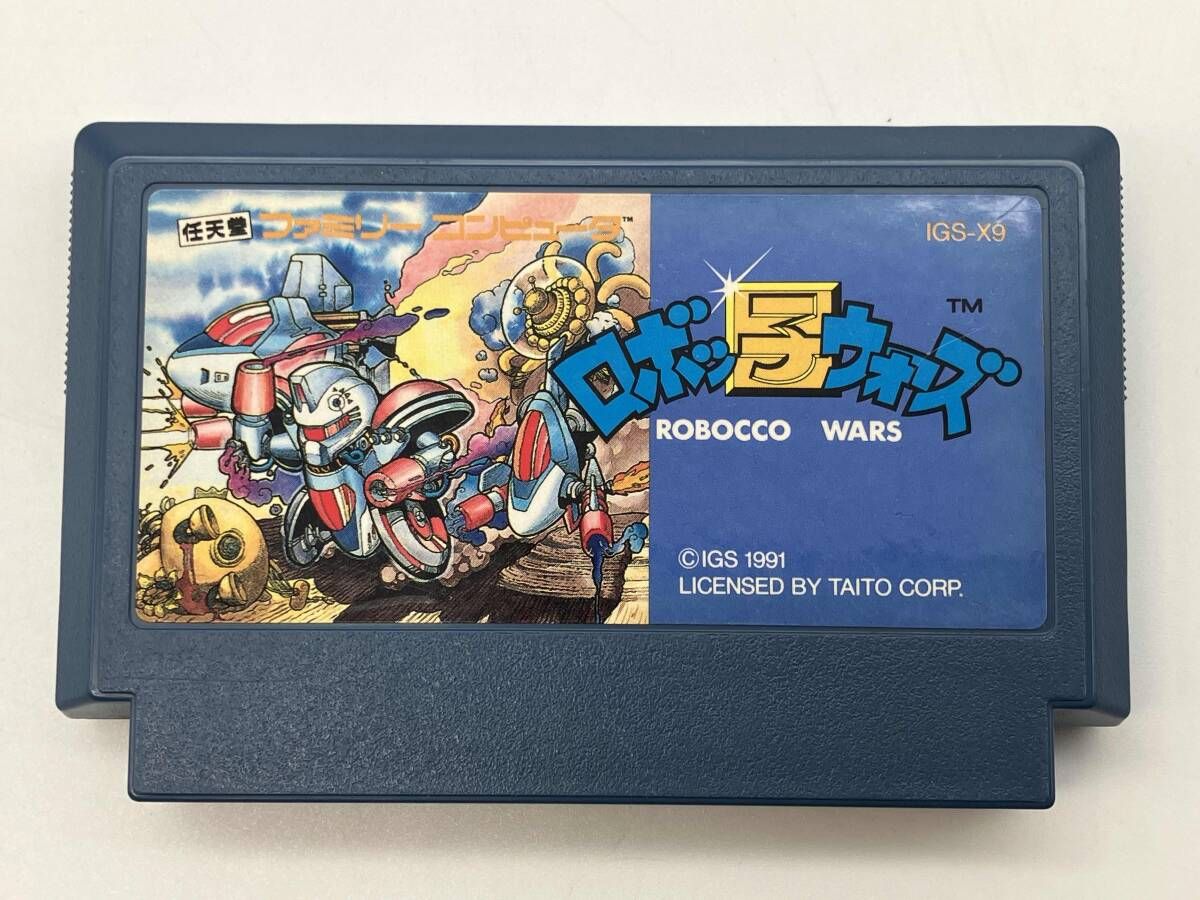 任天堂 ファミリーコンピュータ™
IGS-X9
ロボッ子ウォーズ™
ROBOCCO WARS
©IGS 1991
LICENSED BY TAITO CORP.